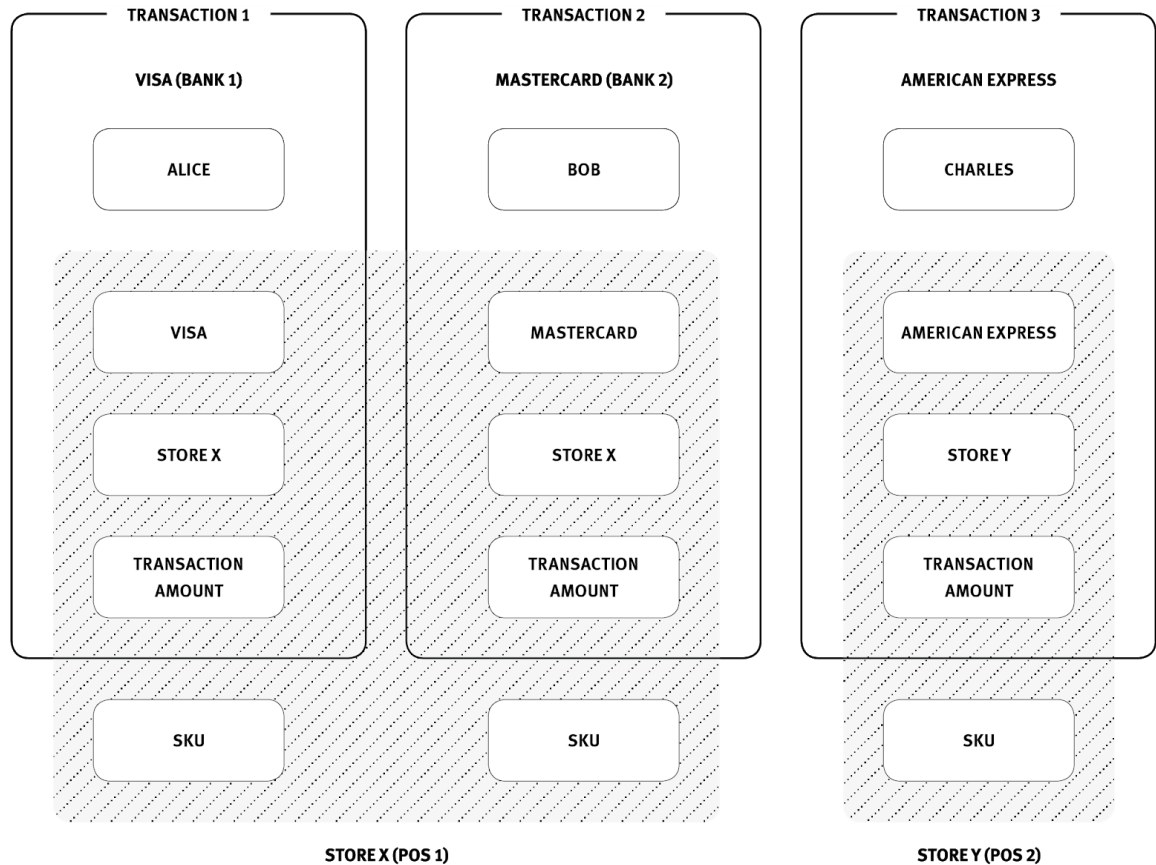 TRANSACTION 1
TRANSACTION 2
TRANSACTION 3
VISA (BANK 1)
MASTERCARD (BANK 2)
AMERICAN EXPRESS
ALICE
BOB
CHARLES
VISA
MASTERCARD
AMERICAN EXPRESS
STORE X
STORE X
STORE Y
TRANSACTION
AMOUNT
TRANSACTION
AMOUNT
TRANSACTION
AMOUNT
SKU
SKU
SKU
STORE X (POS 1)
STORE Y (POS 2)